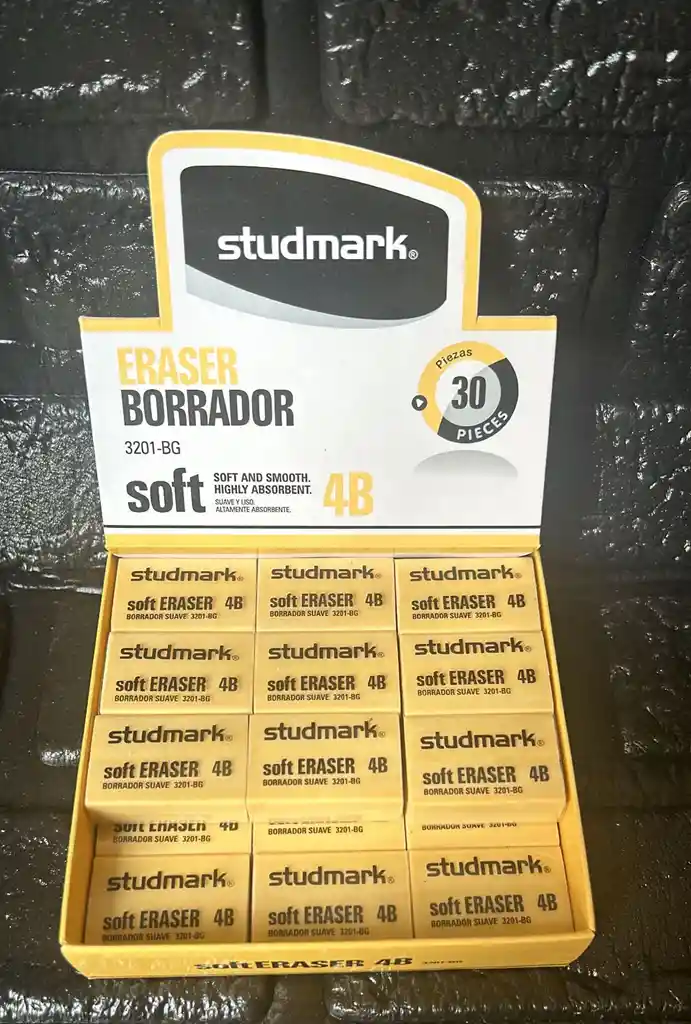 studmark®
ERASER
BORRADOR
3201-BG
Piezas
30
PIECES
soft
SOFT AND SMOOTH.
HIGHLY ABSORBENT.
SUAVE Y LISO.
ALTAMENTE ABSORBENTE.
4B
studmark®
soft ERASER 4B
BORRADOR SUAVE 3201-BG
studmark®
soft ERASER 4B
BORRADOR SUAVE 3201-BG
studmark®
soft ERASER 4B
BORRADOR SUAVE 3201-BG
studmark®
soft ERASER 4B
BORRADOR SUAVE 3201-BG
studmark®
soft ERASER 4B
BORRADOR SUAVE 3201-BG
studmark®
soft ERASER 4B
BORRADOR SUAVE 3201-BG
studmark®
soft ERASER 4B
BORRADOR SUAVE 3201-BG
studmark®
soft ERASER 4B
BORRADOR SUAVE 3201-BG
studmark®
soft ERASER 4B
BORRADOR SUAVE 3201-BG
soft ERASER 4B
BORRADOR SUAVE 3201-BG
BORRADOR SUAVE 3201-BG
BORRADOR SUAVE 3201-BG
studmark®
soft ERASER 4B
BORRADOR SUAVE 3201-BG
studmark®
soft ERASER 4B
BORRADOR SUAVE 3201-BG
studmark®
soft ERASER 4B
BORRADOR SUAVE 3201-BG
soft ERASER 4B